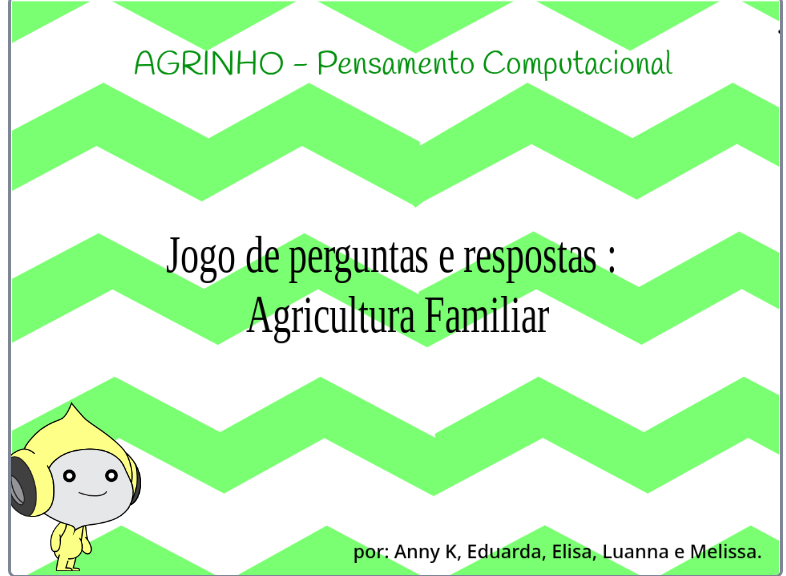 AGRINHO - Pensamento Computacional
Jogo de perguntas e respostas :
Agricultura Familiar
por: Anny K, Eduarda, Elisa, Luanna e Melissa.